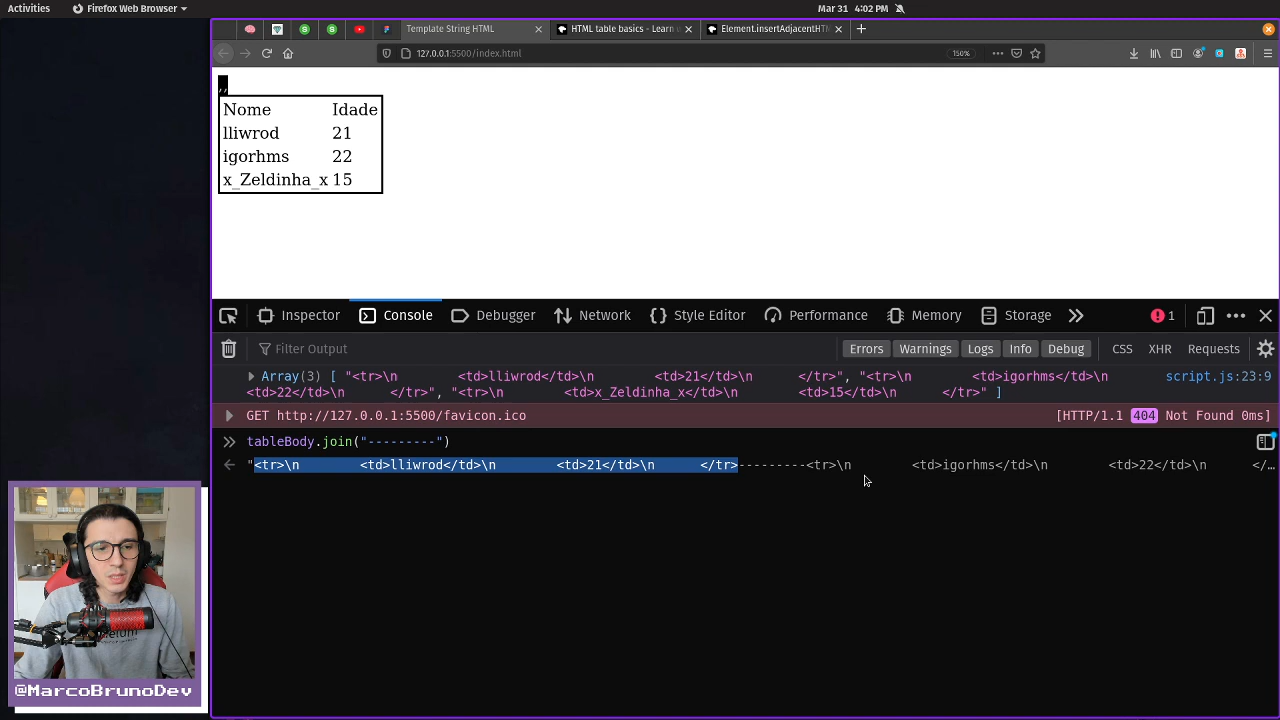 Activities
Firefox Web Browser
Mar 31 4:02 PM
Template String HTML
HTML table basics - Learn w
Element.insertAdjacentHTM
127.0.0.1:5500/index.html
150%
,,
Nome Idade
lliwrod 21
igorhms 22
x_Zeldinha_x 15
Inspector
Console
Debugger
Network
Style Editor
Performance
Memory
Storage
1
Filter Output
Errors
Warnings
Logs
Info
Debug
CSS
XHR
Requests
Array(3) [ "<tr>\n <td>lliwrod</td>\n <td>21</td>\n </tr>", "<tr>\n <td>igorhms</td>\n script.js:23:9
<td>22</td>\n </tr>", "<tr>\n <td>x_Zeldinha_x</td>\n <td>15</td>\n </tr>" ]
GET http://127.0.0.1:5500/favicon.ico [HTTP/1.1 404 Not Found 0ms]
tableBody.join("---------")
"<tr>\n <td>lliwrod</td>\n <td>21</td>\n </tr>---------<tr>\n <td>igorhms</td>\n <td>22</td>\n </…
@MarcoBrunoDev